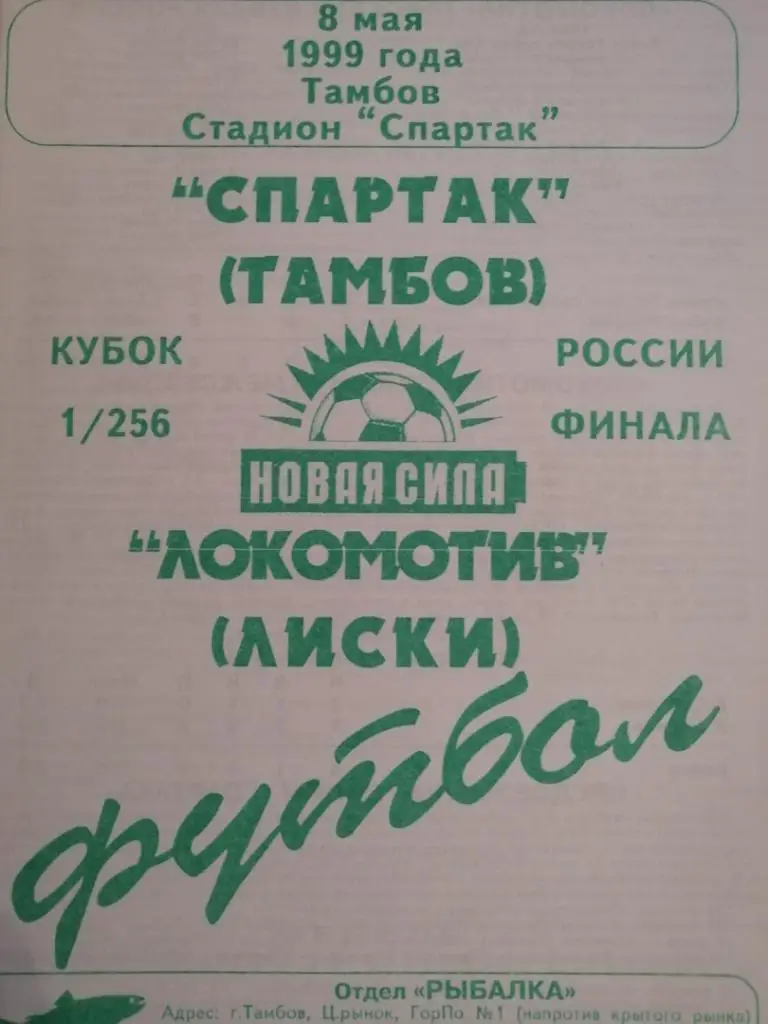 8 мая
1999 года
Тамбов
Стадион "Спартак"
"СПАРТАК"
(ТАМБОВ)
КУБОК РОССИИ
1/256 ФИНАЛА
НОВАЯ СИЛА
"ЛОКОМОТИВ"
(ЛИСКИ)
футбол
Отдел «РЫБАЛКА»
Адрес: г.Тамбов, Ц.рынок, ГорПо №1 (напротив крытого рынка)